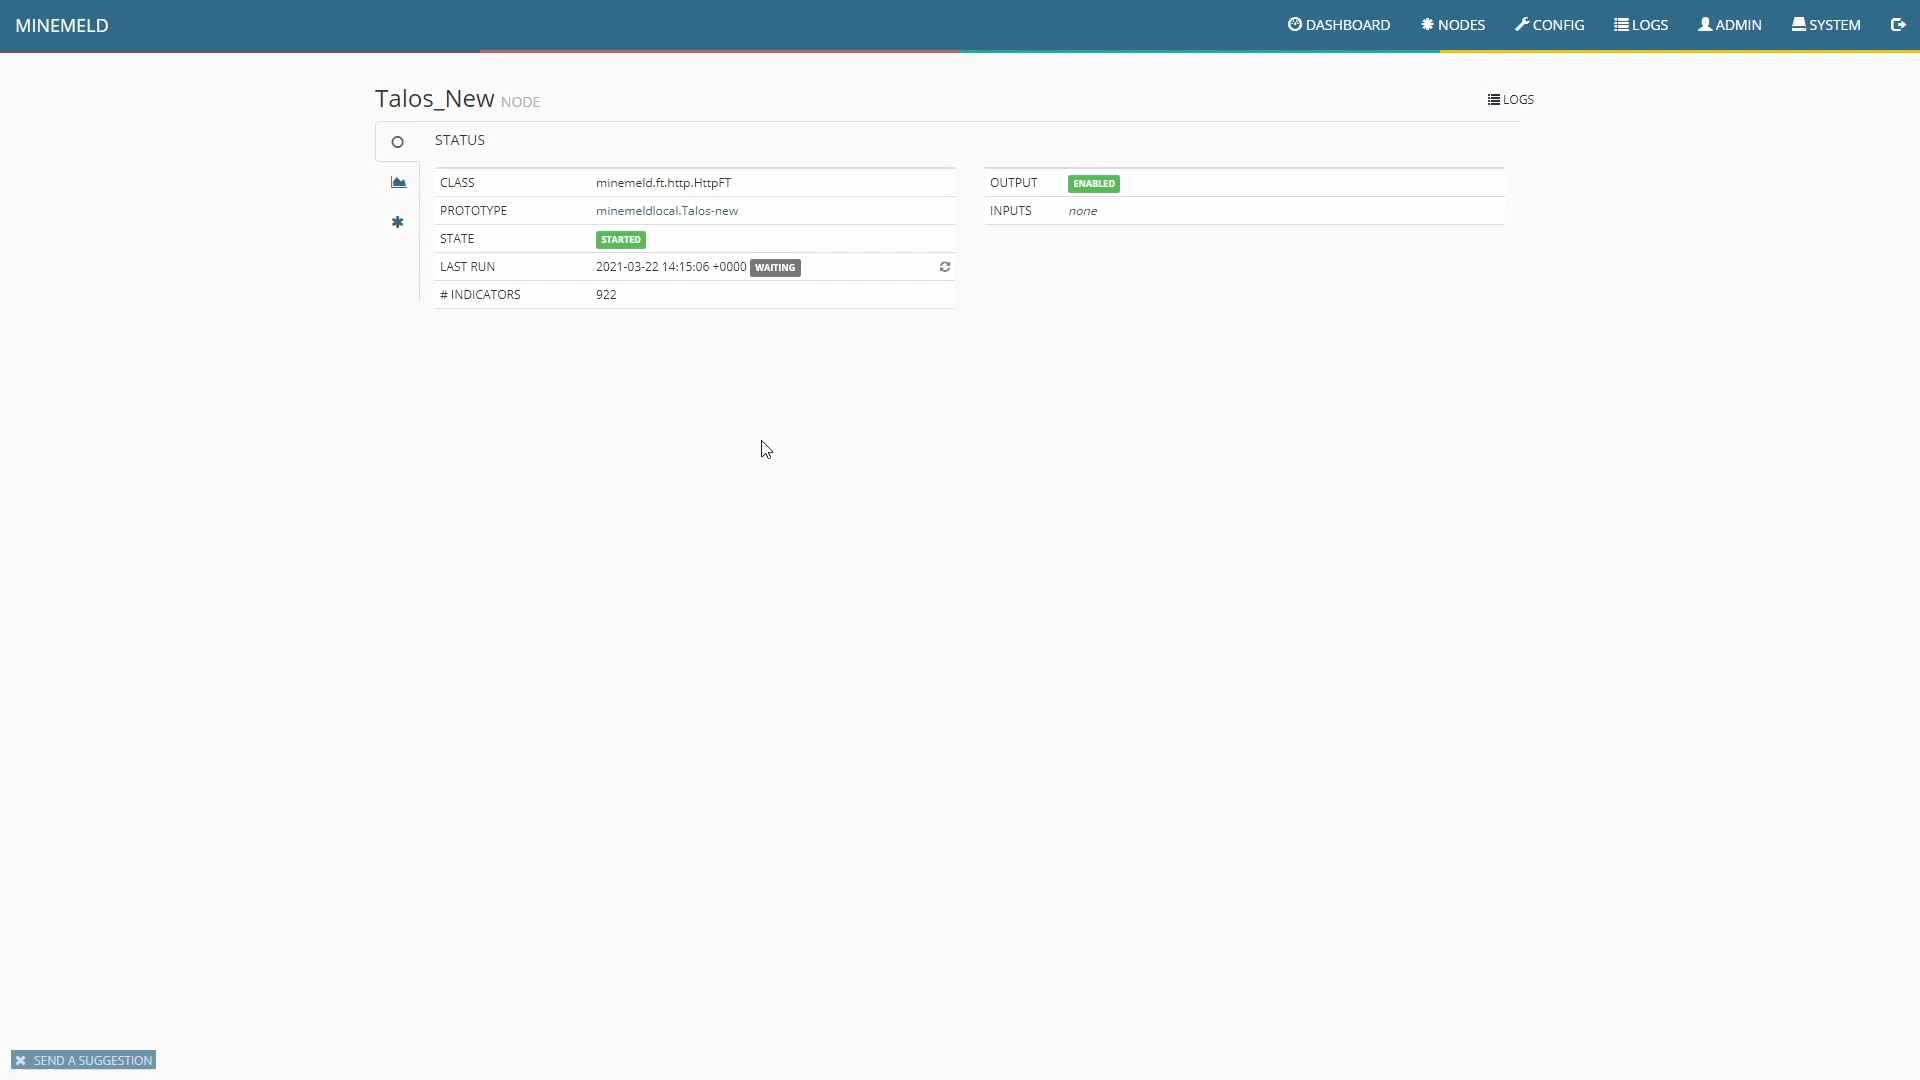 MINEMELD
DASHBOARD NODES CONFIG LOGS ADMIN SYSTEM
Talos_New NODE
LOGS
STATUS
CLASS minemeld.ft.http.HttpFT
PROTOTYPE minemeldlocal.Talos-new
STATE STARTED
LAST RUN 2021-03-22 14:15:06 +0000 WAITING
# INDICATORS 922
OUTPUT ENABLED
INPUTS none
SEND A SUGGESTION